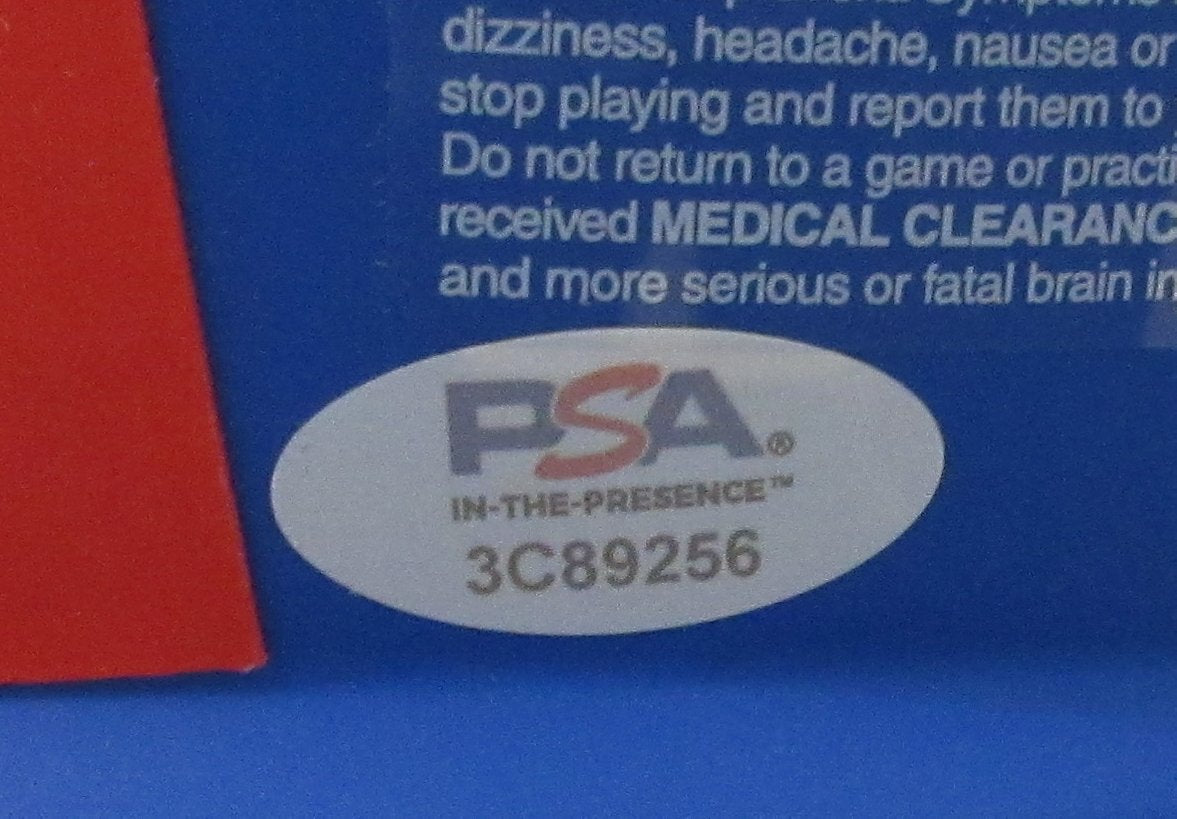 dizziness, headache, nausea or
stop playing and report them to
Do not return to a game or practi
received MEDICAL CLEARANC
and more serious or fatal brain in
PSA®
IN-THE-PRESENCE™
3C89256